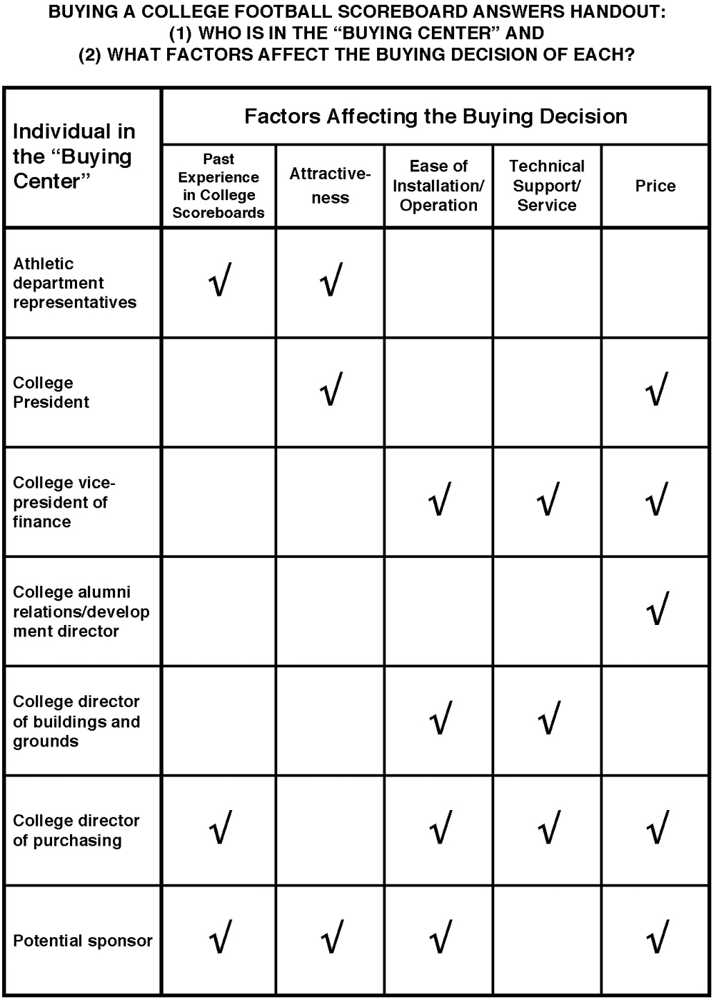 BUYING A COLLEGE FOOTBALL SCOREBOARD ANSWERS HANDOUT:
(1) WHO IS IN THE “BUYING CENTER” AND
(2) WHAT FACTORS AFFECT THE BUYING DECISION OF EACH?
Individual in
the “Buying
Center”
Factors Affecting the Buying Decision
Past
Experience
in College
Scoreboards
Attractive-
ness
Ease of
Installation/
Operation
Technical
Support/
Service
Price
Athletic
department
representatives
√ √
College
President
√ √
College vice-
president of
finance
√ √ √
College alumni
relations/develop
ment director
√
College director
of buildings and
grounds
√ √
College director
of purchasing
√ √ √ √
Potential sponsor
√ √ √ √